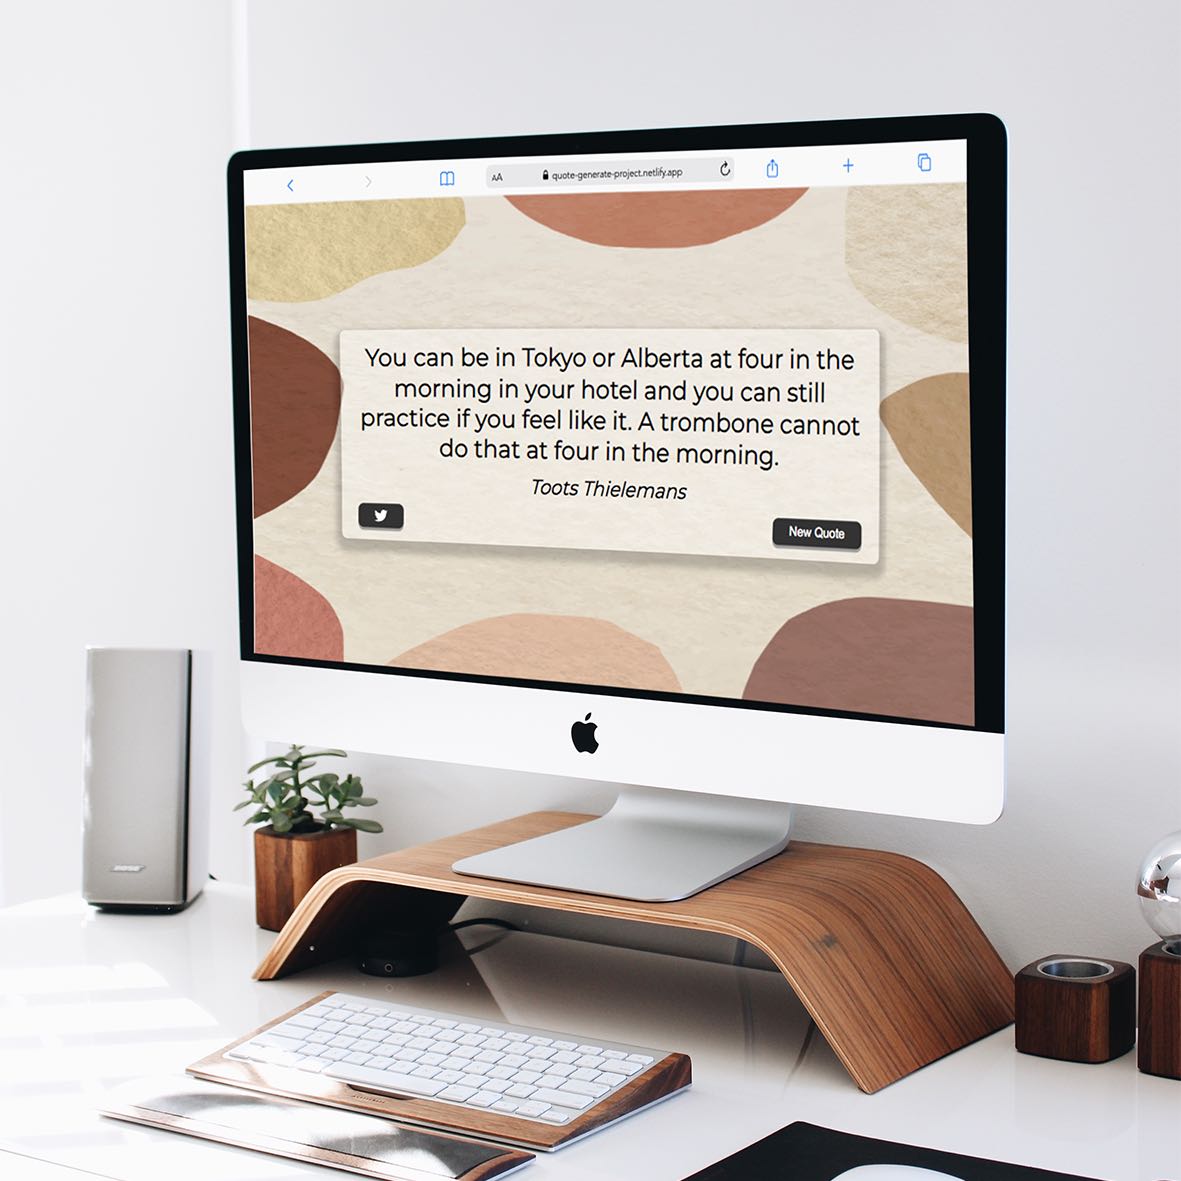 AA quote-generate-project.netlify.app
You can be in Tokyo or Alberta at four in the
morning in your hotel and you can still
practice if you feel like it. A trombone cannot
do that at four in the morning.
Toots Thielemans
New Quote
BOSE